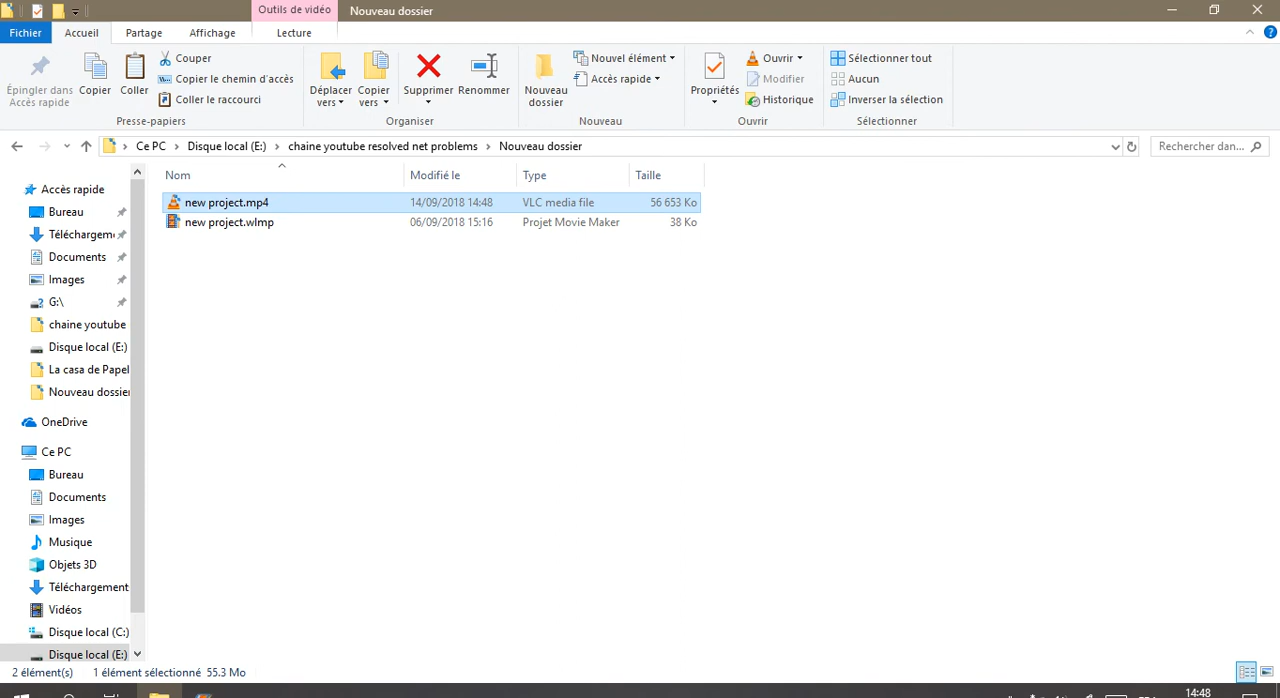 Outils de vidéo
Nouveau dossier
Fichier
Accueil
Partage
Affichage
Lecture
Épingler dans
Accès rapide
Copier
Coller
Couper
Copier le chemin d'accès
Coller le raccourci
Presse-papiers
Déplacer
vers
Copier
vers
Supprimer
Renommer
Organiser
Nouveau
dossier
Nouvel élément
Accès rapide
Nouveau
Propriétés
Ouvrir
Modifier
Historique
Ouvrir
Sélectionner tout
Aucun
Inverser la sélection
Sélectionner
Ce PC > Disque local (E:) > chaine youtube resolved net problems > Nouveau dossier
Rechercher dan...
Nom Modifié le Type Taille
new project.mp4 14/09/2018 14:48 VLC media file 56 653 Ko
new project.wlmp 06/09/2018 15:16 Projet Movie Maker 38 Ko
Accès rapide
Bureau
Téléchargem
Documents
Images
G:\
chaine youtube
Disque local (E:)
La casa de Papel
Nouveau dossier
OneDrive
Ce PC
Bureau
Documents
Images
Musique
Objets 3D
Téléchargement
Vidéos
Disque local (C:)
Disque local (E:)
2 élément(s) 1 élément sélectionné 55.3 Mo
14:48